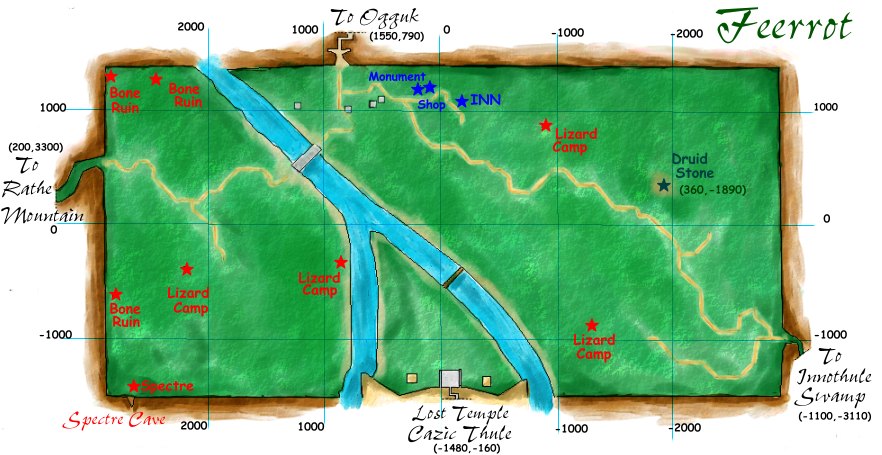 To Ogguk
(1550,790)
Feerrot
2000
1000
0
-1000
-2000
Monument
Shop
INN
Bone
Ruin
Bone
Ruin
1000
1000
Lizard
Camp
(200,3300)
To
Rathe
Mountain
Druid
Stone
(360,-1890)
0
0
Lizard
Camp
Lizard
Camp
Bone
Ruin
-1000
-1000
Lizard
Camp
To
Innothule
Swamp
(-1100,-3110)
Spectre
Spectre Cave
2000
1000
Lost Temple
Cazic Thule
(-1480,-160)
-1000
-2000